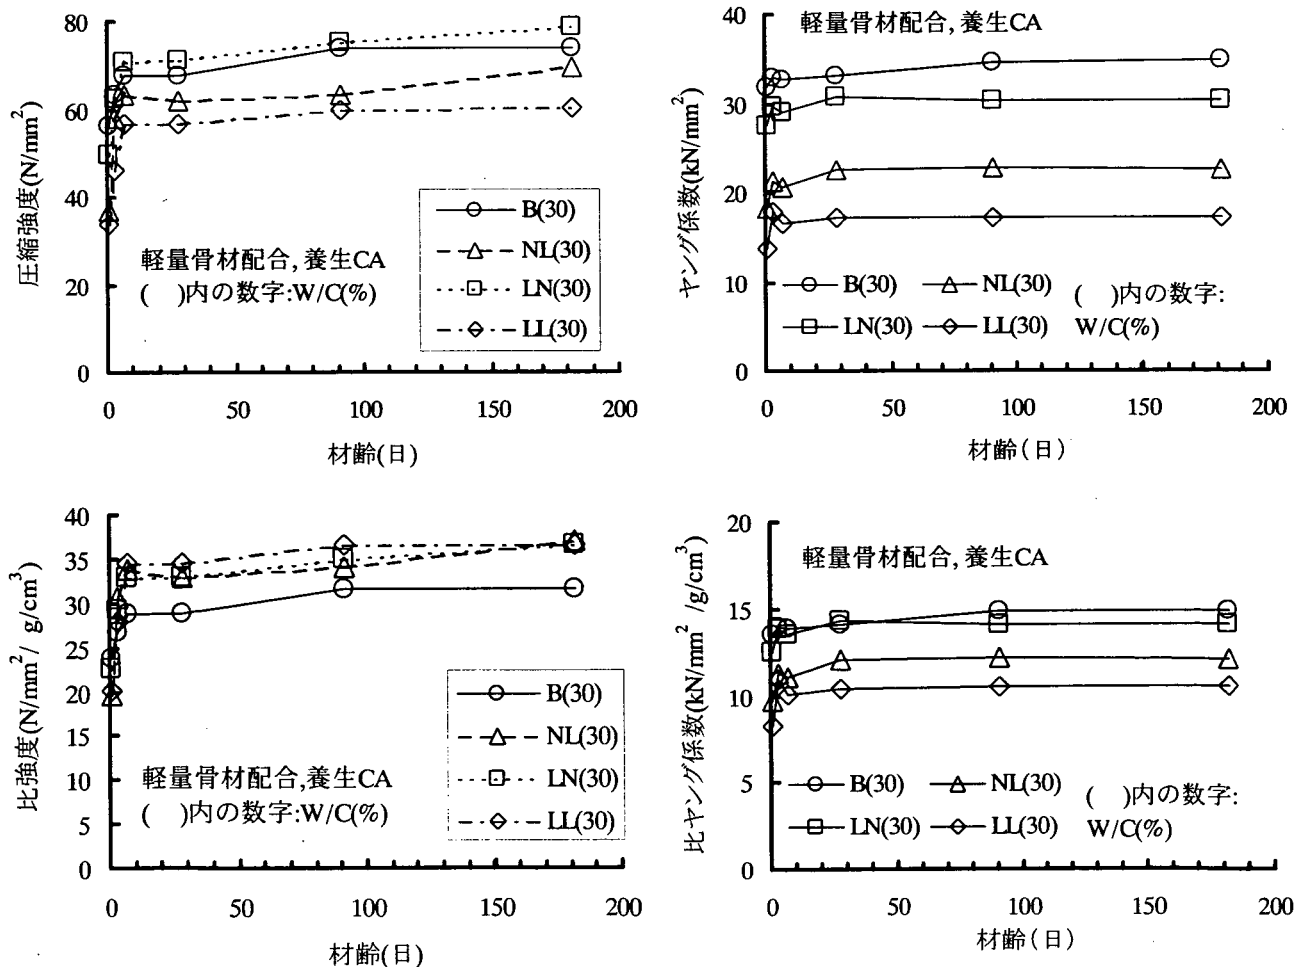 圧縮強度(N/mm²)
80
60
40
20
0
軽量骨材配合, 養生CA
( )内の数字:W/C(%)
B(30)
NL(30)
LN(30)
LL(30)
0 50 100 150 200
材齢(日)
ヤング係数(kN/mm²)
40
30
20
10
0
軽量骨材配合, 養生CA
B(30) NL(30)
LN(30) LL(30)
( )内の数字:
W/C(%)
0 50 100 150 200
材齢(日)
比強度(N/mm²/ g/cm³)
40
35
30
25
20
15
10
5
0
軽量骨材配合, 養生CA
( )内の数字:W/C(%)
B(30)
NL(30)
LN(30)
LL(30)
0 50 100 150 200
材齢(日)
比ヤング係数(kN/mm² /g/cm³)
20
15
10
5
0
軽量骨材配合, 養生CA
B(30) NL(30)
LN(30) LL(30)
( )内の数字:
W/C(%)
0 50 100 150 200
材齢(日)